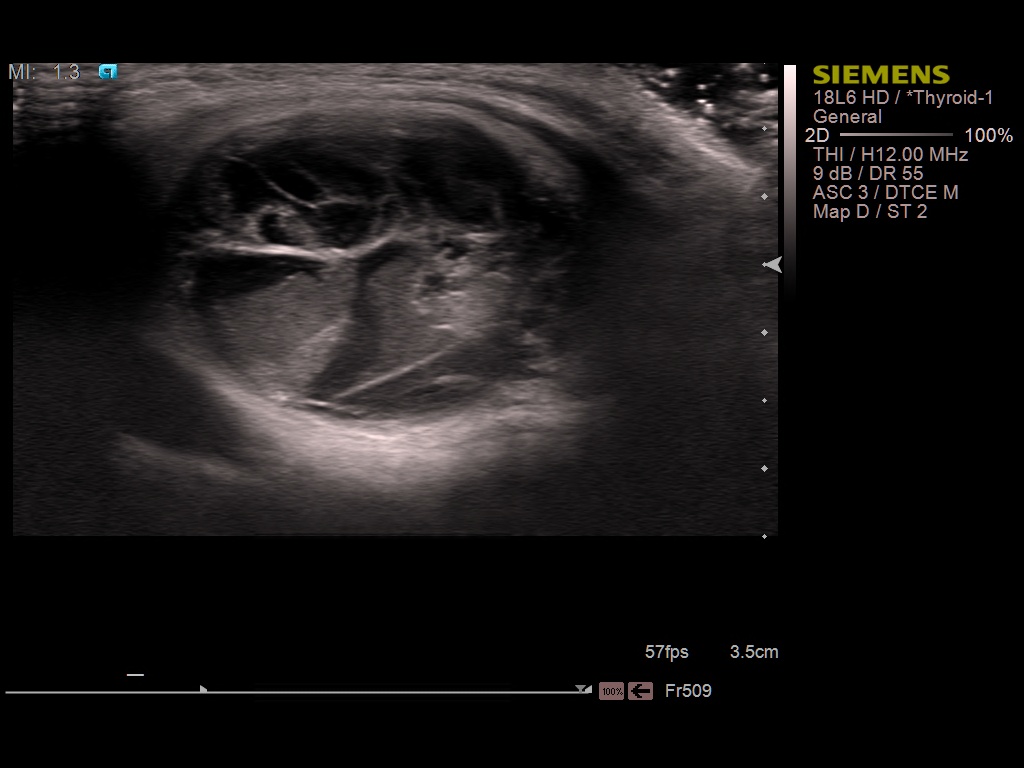 MI: 1.3
SIEMENS
18L6 HD / *Thyroid-1
General
2D 100%
THI / H12.00 MHz
9 dB / DR 55
ASC 3 / DTCE M
Map D / ST 2
57fps 3.5cm
100% Fr509